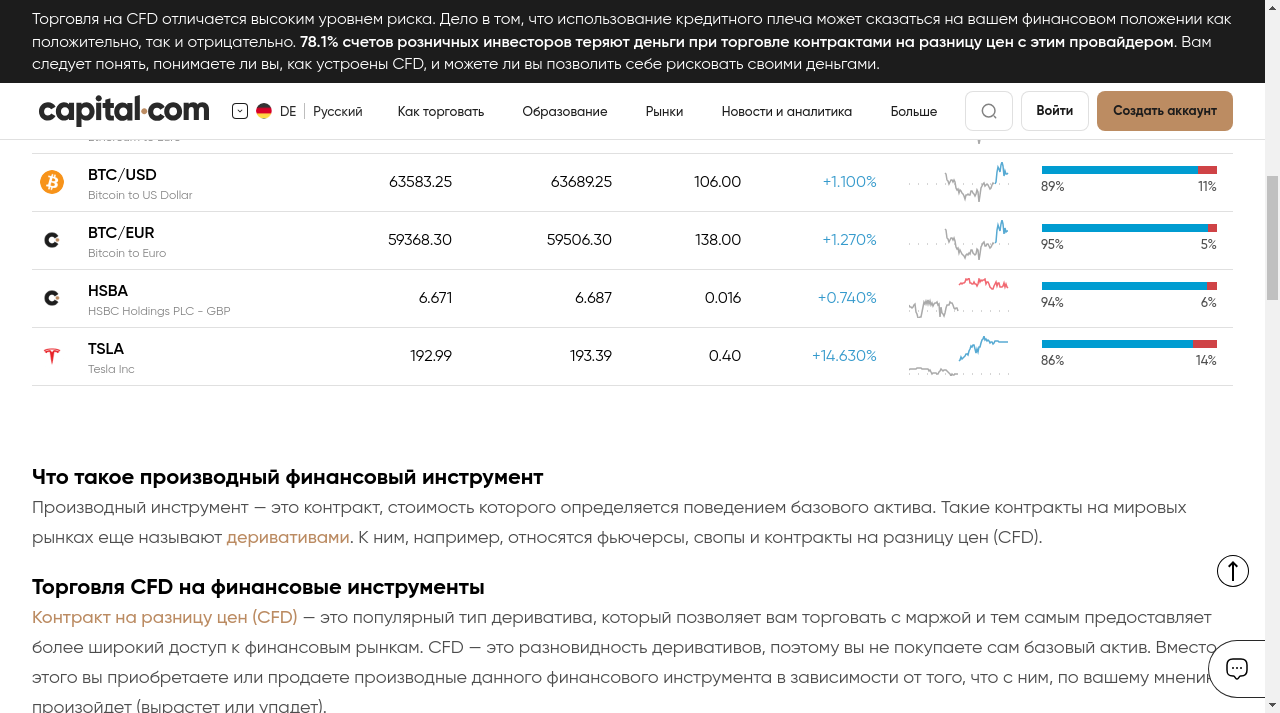 Торговля на CFD отличается высоким уровнем риска. Дело в том, что использование кредитного плеча может сказаться на вашем финансовом положении как
положительно, так и отрицательно. 78.1% счетов розничных инвесторов теряют деньги при торговле контрактами на разницу цен с этим провайдером. Вам
следует понять, понимаете ли вы, как устроены CFD, и можете ли вы позволить себе рисковать своими деньгами.
capital.com DE Русский Как торговать Образование Рынки Новости и аналитика Больше Войти Создать аккаунт
BTC/USD 63583.25 63689.25 106.00 +1.100%
Bitcoin to US Dollar 89% 11%
BTC/EUR 59368.30 59506.30 138.00 +1.270%
Bitcoin to Euro 95% 5%
HSBA 6.671 6.687 0.016 +0.740%
HSBC Holdings PLC - GBP 94% 6%
TSLA 192.99 193.39 0.40 +14.630%
Tesla Inc 86% 14%
Что такое производный финансовый инструмент
Производный инструмент — это контракт, стоимость которого определяется поведением базового актива. Такие контракты на мировых
рынках еще называют деривативами. К ним, например, относятся фьючерсы, свопы и контракты на разницу цен (CFD).
Торговля CFD на финансовые инструменты
Контракт на разницу цен (CFD) — это популярный тип дериватива, который позволяет вам торговать с маржой и тем самым предоставляет
более широкий доступ к финансовым рынкам. CFD — это разновидность деривативов, поэтому вы не покупаете сам базовый актив. Вместо
этого вы приобретаете или продаете производные данного финансового инструмента в зависимости от того, что с ним, по вашему мнению
произойдет (вырастет или упадет).